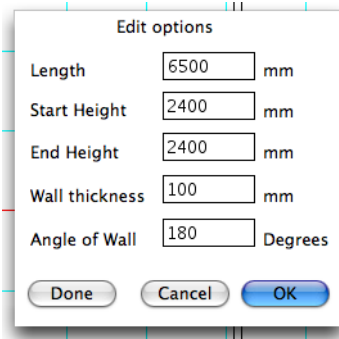 Edit options
Length 6500 mm
Start Height 2400 mm
End Height 2400 mm
Wall thickness 100 mm
Angle of Wall 180 Degrees
Done Cancel OK